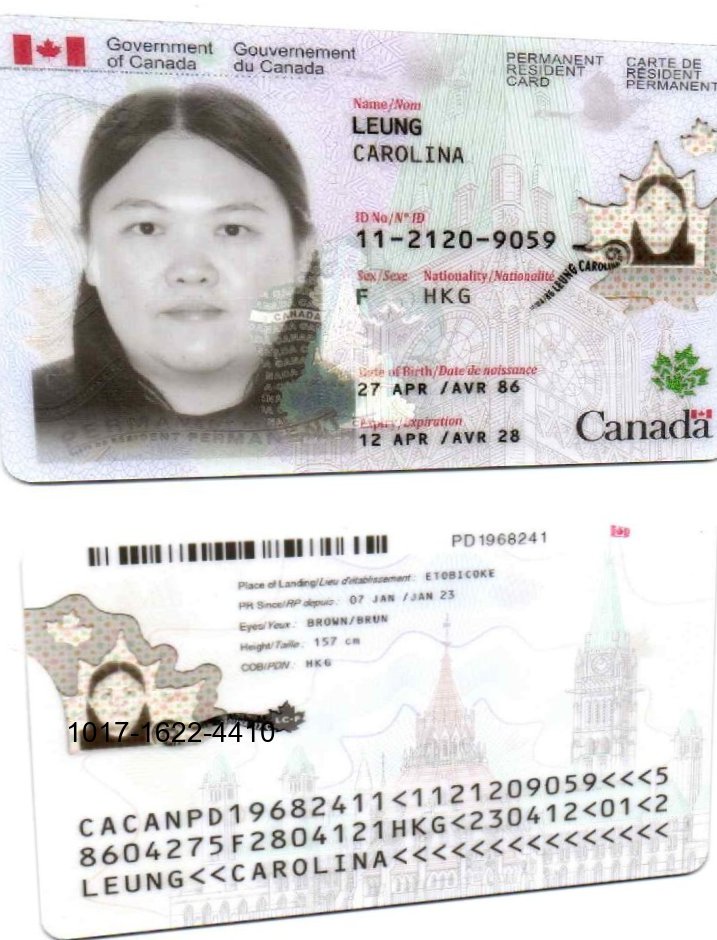 Government Gouvernement
of Canada du Canada
PERMANENT CARTE DE
RESIDENT RÉSIDENT
CARD PERMANENT
Name/Nom
LEUNG
CAROLINA
ID No/N° ID
11-2120-9059
Sex/Sexe Nationality/Nationalité
F HKG
LEUNG CAROLIN
CANADA
Date of Birth/Date de naissance
27 APR /AVR 86
Expiry/Expiration
12 APR /AVR 28
Canada
PD1968241
Place of Landing/Lieu d'établissement: ETOBICOKE
PR Since/RP depuis: 07 JAN /JAN 23
Eyes/Yeux: BROWN/BRUN
Height/Taille: 157 cm
COB/PDN: HKG
1017-1622-4410
CACANPD19682411<1121209059<<<5
8604275F2804121HKG<230412<01<2
LEUNG<<CAROLINA<<<<<<<<<<<<<<<